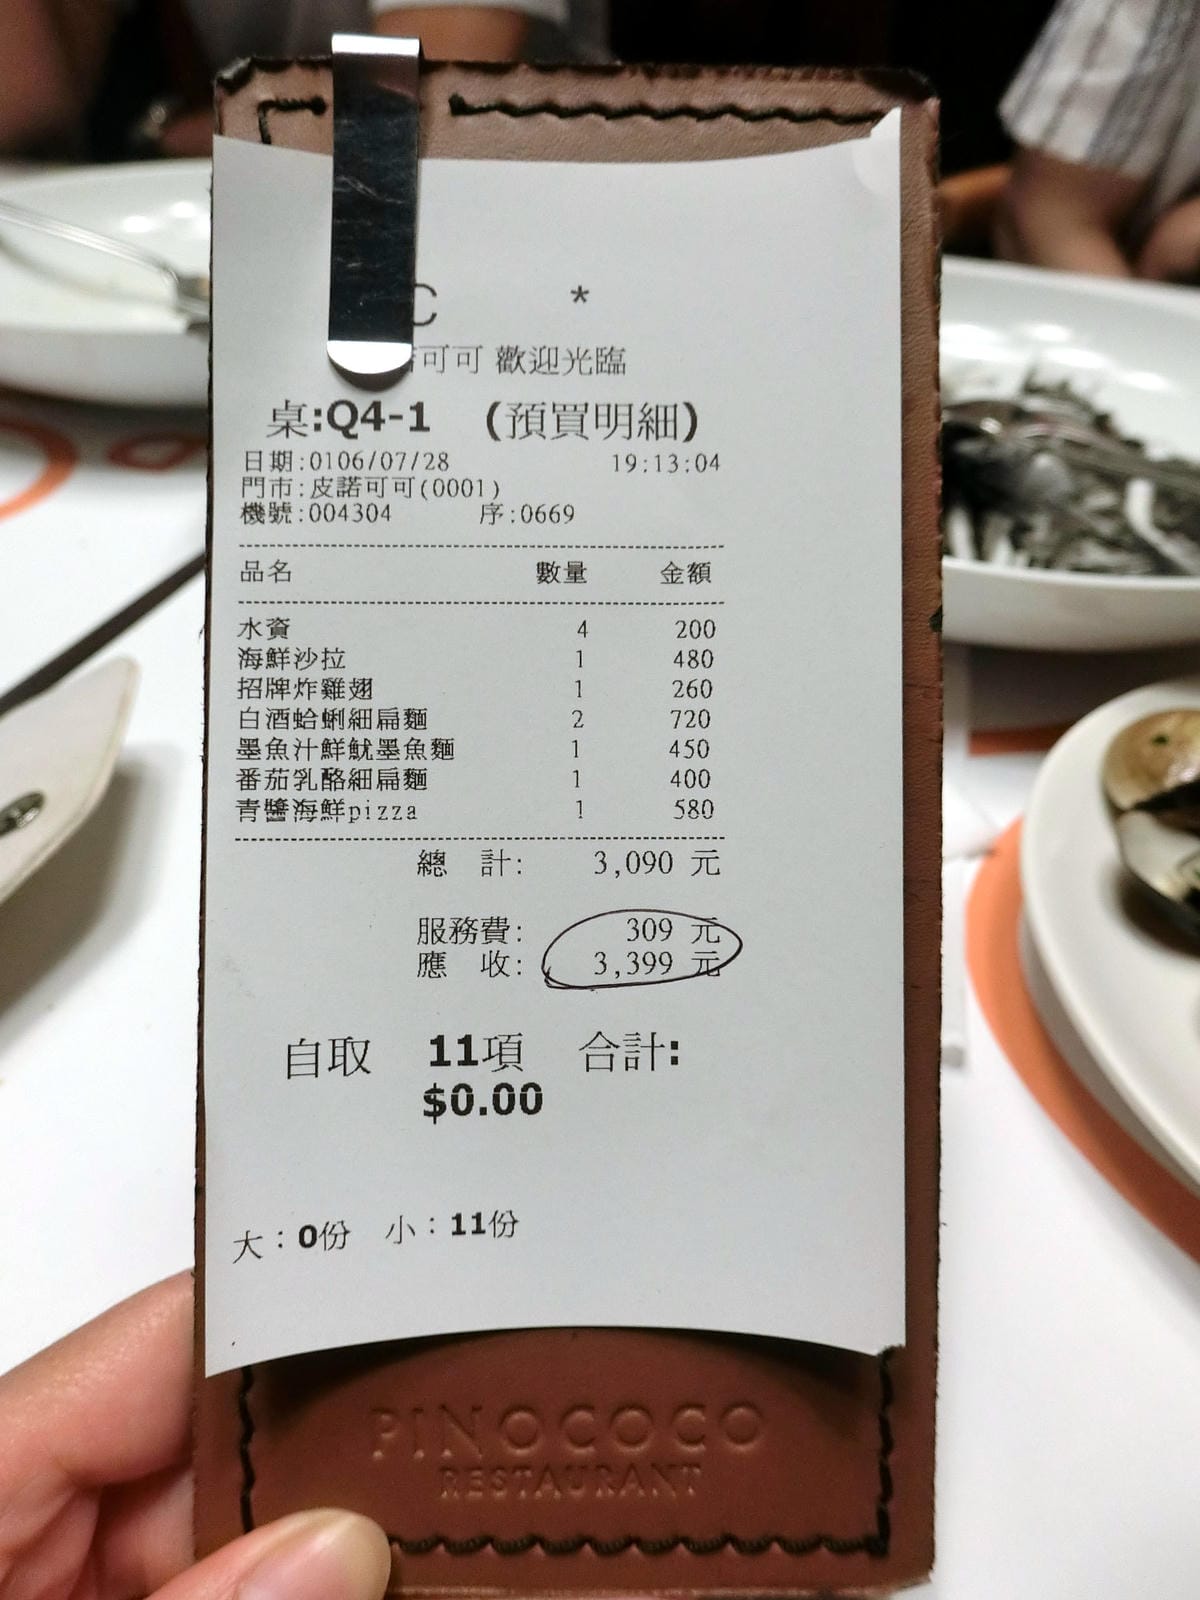 C *
可可 歡迎光臨
桌:Q4-1 (預買明細)
日期:0106/07/28 19:13:04
門市:皮諾可可(0001)
機號:004304 序:0669
品名 數量 金額
水資 4 200
海鮮沙拉 1 480
招牌炸雞翅 1 260
白酒蛤蜊細扁麵 2 720
墨魚汁鮮魷墨魚麵 1 450
番茄乳酪細扁麵 1 400
青醬海鮮pizza 1 580
總 計: 3,090 元
服務費: 309 元
應 收: 3,399 元
自取 11項 合計:
$0.00
大：0份 小：11份
PINOCOCO
RESTAURANT